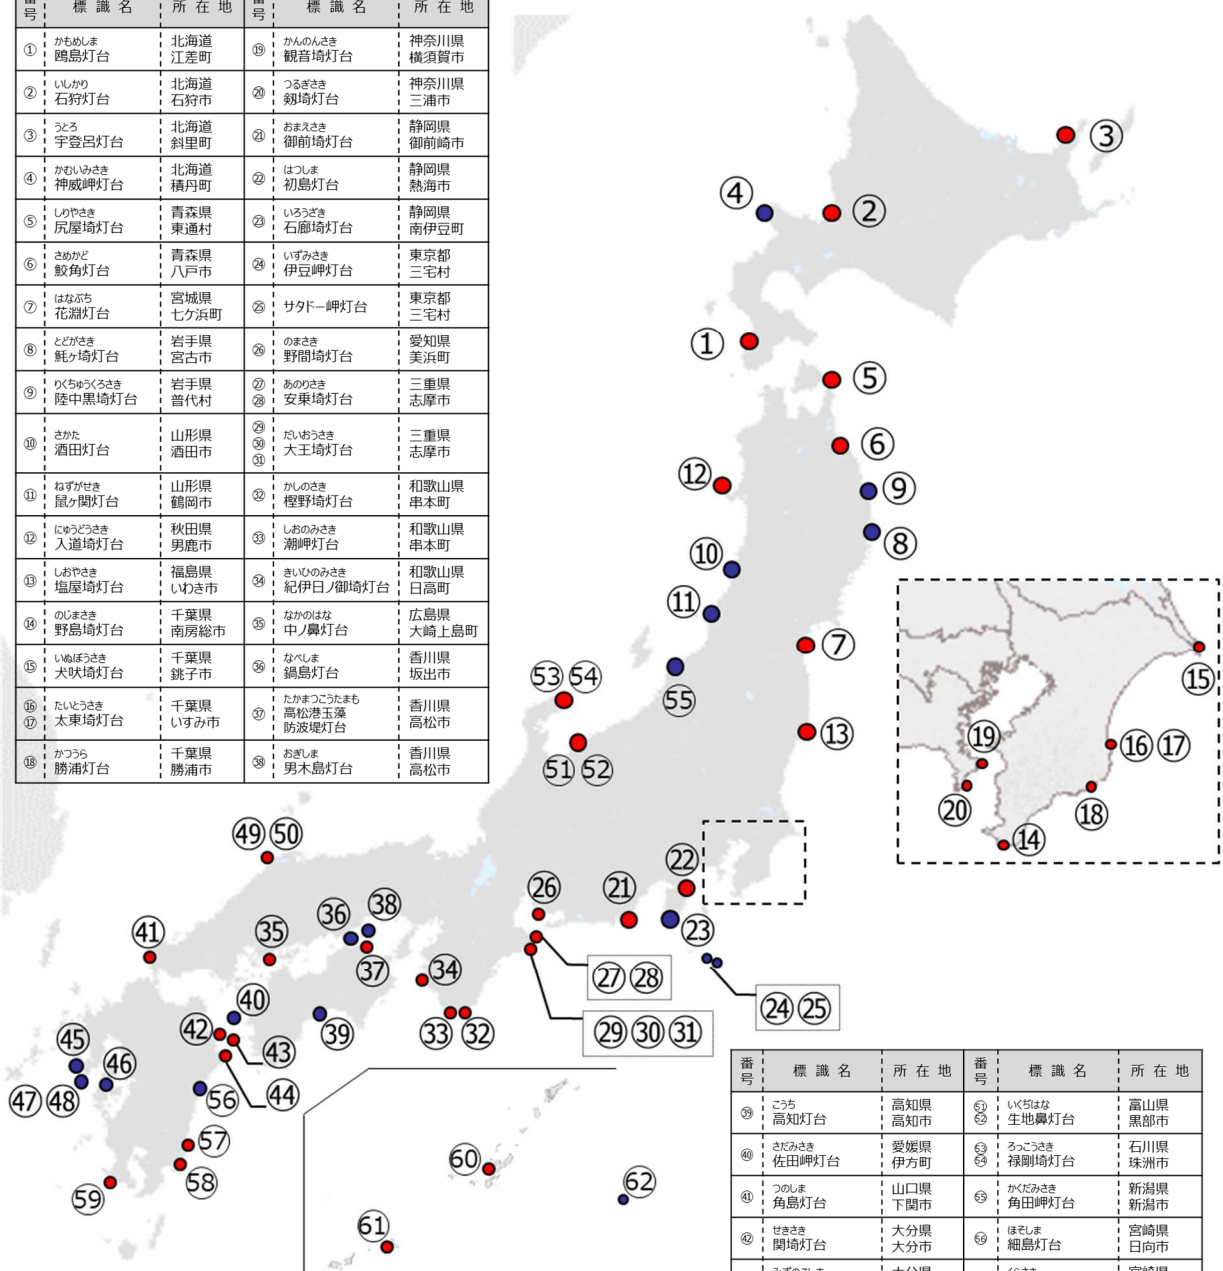 番号 標識名 所在地 番号 標識名 所在地
① かもめしま 鴎島灯台 北海道 江差町 ⑲ かんのんさき 観音埼灯台 神奈川県 横須賀市
② いしかり 石狩灯台 北海道 石狩市 ⑳ つるぎさき 剱埼灯台 神奈川県 三浦市
③ うとろ 宇登呂灯台 北海道 斜里町 ㉑ おまえさき 御前埼灯台 静岡県 御前崎市
④ かむいみさき 神威岬灯台 北海道 積丹町 ㉒ はつしま 初島灯台 静岡県 熱海市
⑤ しりやさき 尻屋埼灯台 青森県 東通村 ㉓ いろうざき 石廊埼灯台 静岡県 南伊豆町
⑥ さめかど 鮫角灯台 青森県 八戸市 ㉔ いずみさき 伊豆岬灯台 東京都 三宅村
⑦ はなぶち 花淵灯台 宮城県 七ケ浜町 ㉕ サタドー岬灯台 東京都 三宅村
⑧ とどがさき 魹ヶ埼灯台 岩手県 宮古市 ㉖ のまさき 野間埼灯台 愛知県 美浜町
⑨ りくちゅうくろさき 陸中黒埼灯台 岩手県 普代村 ㉗ ㉘ あのりさき 安乗埼灯台 三重県 志摩市
⑩ さかた 酒田灯台 山形県 酒田市 ㉙ ㉚ ㉛ だいおうさき 大王埼灯台 三重県 志摩市
⑪ ねずがせき 鼠ヶ関灯台 山形県 鶴岡市 ㉜ かしのさき 樫野埼灯台 和歌山県 串本町
⑫ にゅうどうさき 入道埼灯台 秋田県 男鹿市 ㉝ しおのみさき 潮岬灯台 和歌山県 串本町
⑬ しおやさき 塩屋埼灯台 福島県 いわき市 ㉞ きいひのみさき 紀伊日ノ御埼灯台 和歌山県 日高町
⑭ のじまさき 野島埼灯台 千葉県 南房総市 ㉟ なかのはな 中ノ鼻灯台 広島県 大崎上島町
⑮ いぬぼうさき 犬吠埼灯台 千葉県 銚子市 ㊱ なべしま 鍋島灯台 香川県 坂出市
⑯ ⑰ たいとうさき 太東埼灯台 千葉県 いすみ市 ㊲ たかまつこうたまも 高松港玉藻 防波堤灯台 香川県 高松市
⑱ かつうら 勝浦灯台 千葉県 勝浦市 ㊳ おぎしま 男木島灯台 香川県 高松市
③
④ ②
①
⑤
⑥
⑫ ⑨
⑩ ⑧
⑪
⑦
53 54 55
⑬
51 52
⑮
⑲ ⑯ ⑰
⑳ ⑱
⑭
49 50
㉒
㉖ ㉑
㊱ ㊳ ㉓
41 ㉟
㊲ ㉞ ㉗ ㉘
40 ㉔ ㉕
42 ㊴ ㉝ ㉜ ㉙ ㉚ ㉛
45 46 43
47 48 56 44
57
58
59
60
62
61
番号 標識名 所在地 標識名 所在地
㊴ こうち 高知灯台 高知県 高知市 51 52 いくぢはな 生地鼻灯台 富山県 黒部市
㊵ さだみさき 佐田岬灯台 愛媛県 伊方町 53 54 ろっこうさき 禄剛埼灯台 石川県 珠洲市
㊶ つのしま 角島灯台 山口県 下関市 55 かくだみさき 角田岬灯台 新潟県 新潟市
㊷ せきさき 関埼灯台 大分県 大分市 56 ほそしま 細島灯台 宮崎県 日向市